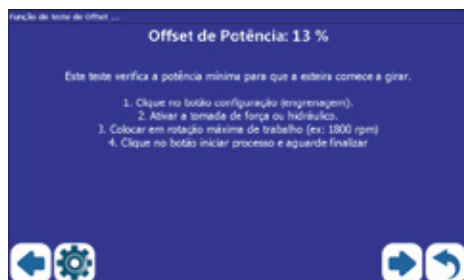 Função de teste de Offset ...
Offset de Potência: 13 %
Este teste verifica a potência mínima para que a esteira comece a girar.
1. Clique no botão configuração (engrenagem).
2. Ativar a tomada de força ou hidráulico.
3. Colocar em rotação máxima de trabalho (ex: 1800 rpm)
4. Clique no botão iniciar processo e aguarde finalizar